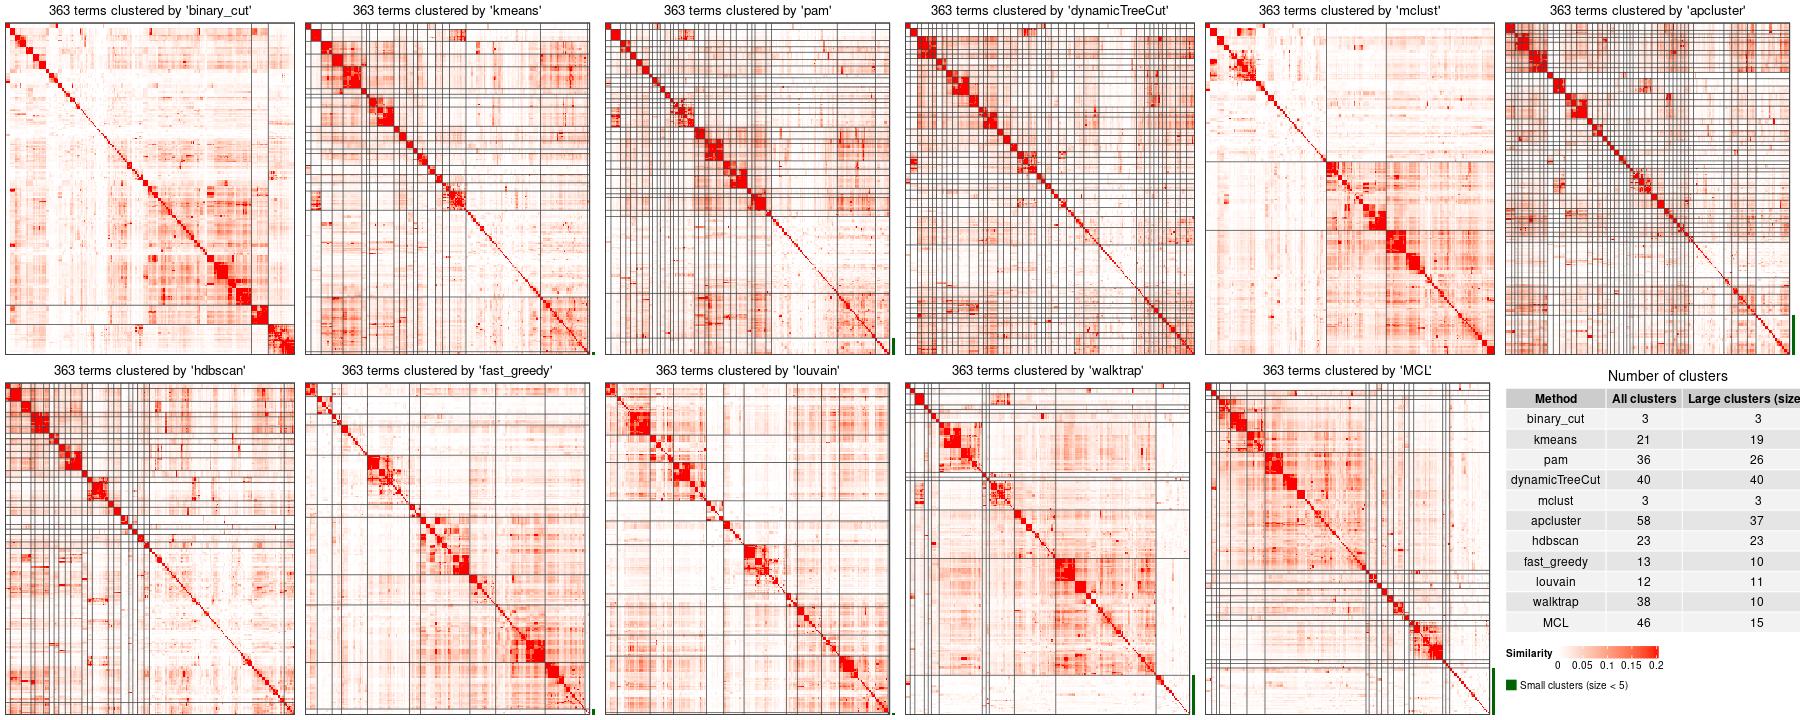 363 terms clustered by 'binary_cut'
363 terms clustered by 'kmeans'
363 terms clustered by 'pam'
363 terms clustered by 'dynamicTreeCut'
363 terms clustered by 'mclust'
363 terms clustered by 'apcluster'
363 terms clustered by 'hdbscan'
363 terms clustered by 'fast_greedy'
363 terms clustered by 'louvain'
363 terms clustered by 'walktrap'
363 terms clustered by 'MCL'
Number of clusters
Method All clusters Large clusters (size
binary_cut 3 3
kmeans 21 19
pam 36 26
dynamicTreeCut 40 40
mclust 3 3
apcluster 58 37
hdbscan 23 23
fast_greedy 13 10
louvain 12 11
walktrap 38 10
MCL 46 15
Similarity
0 0.05 0.1 0.15 0.2
Small clusters (size < 5)